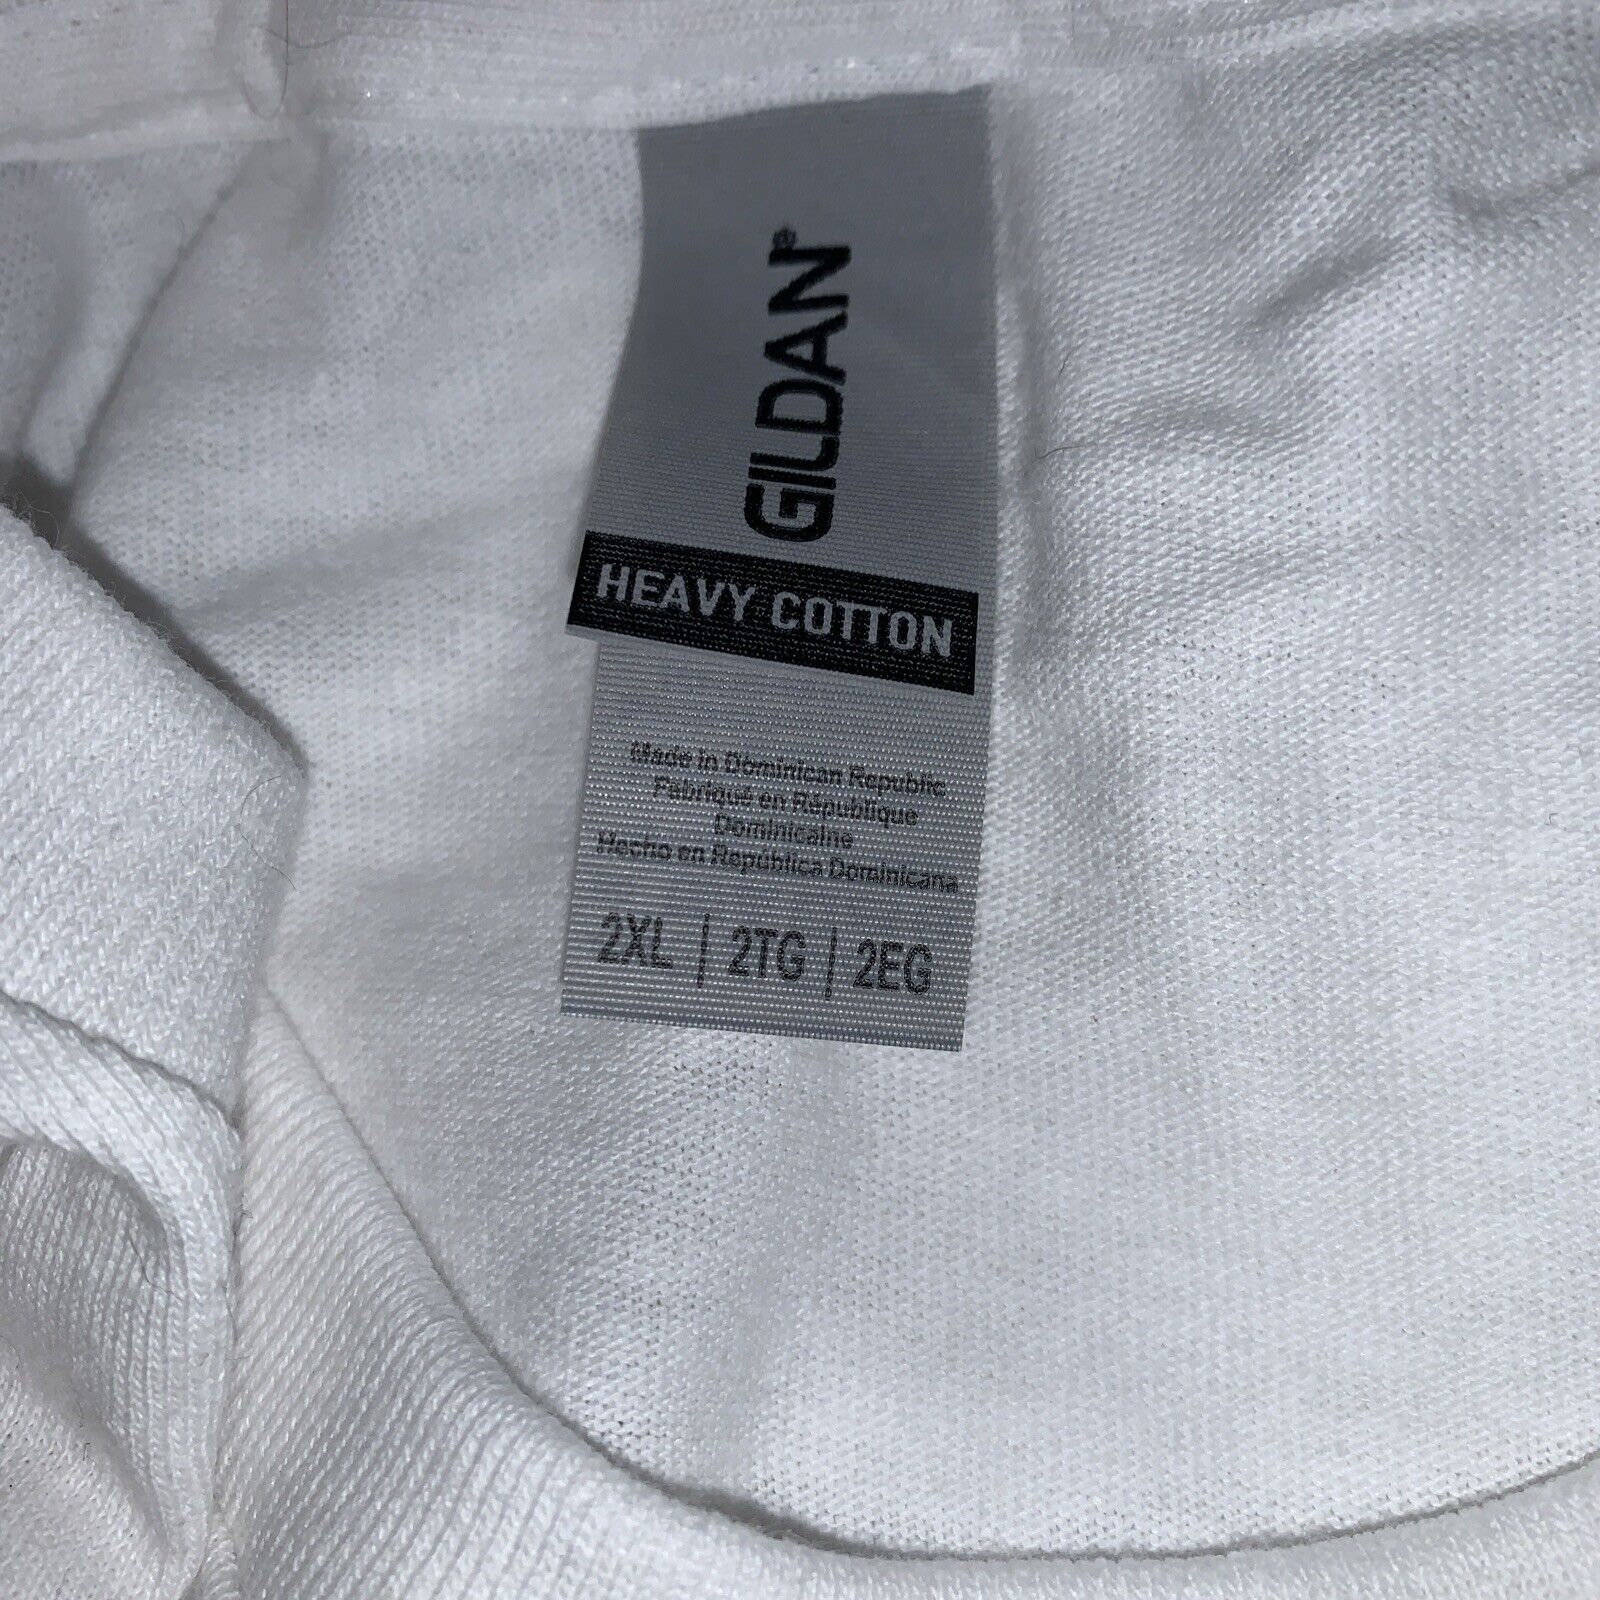 GILDAN®
HEAVY COTTON
Made in Dominican Republic
Fabriqué en République
Dominicaine
Hecho en República Dominicana
2XL | 2TG | 2EG